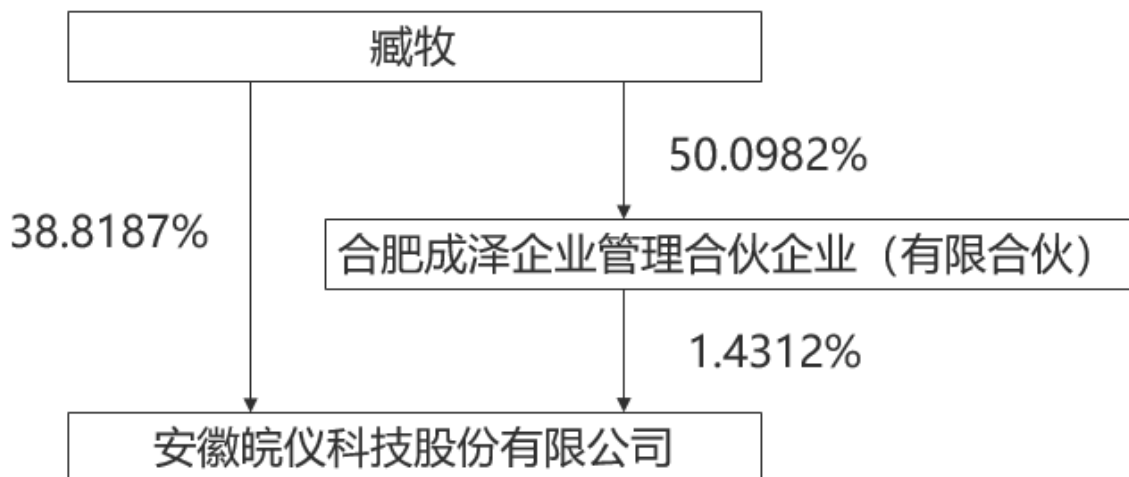 臧牧
50.0982%
38.8187%
合肥成泽企业管理合伙企业（有限合伙）
1.4312%
安徽皖仪科技股份有限公司